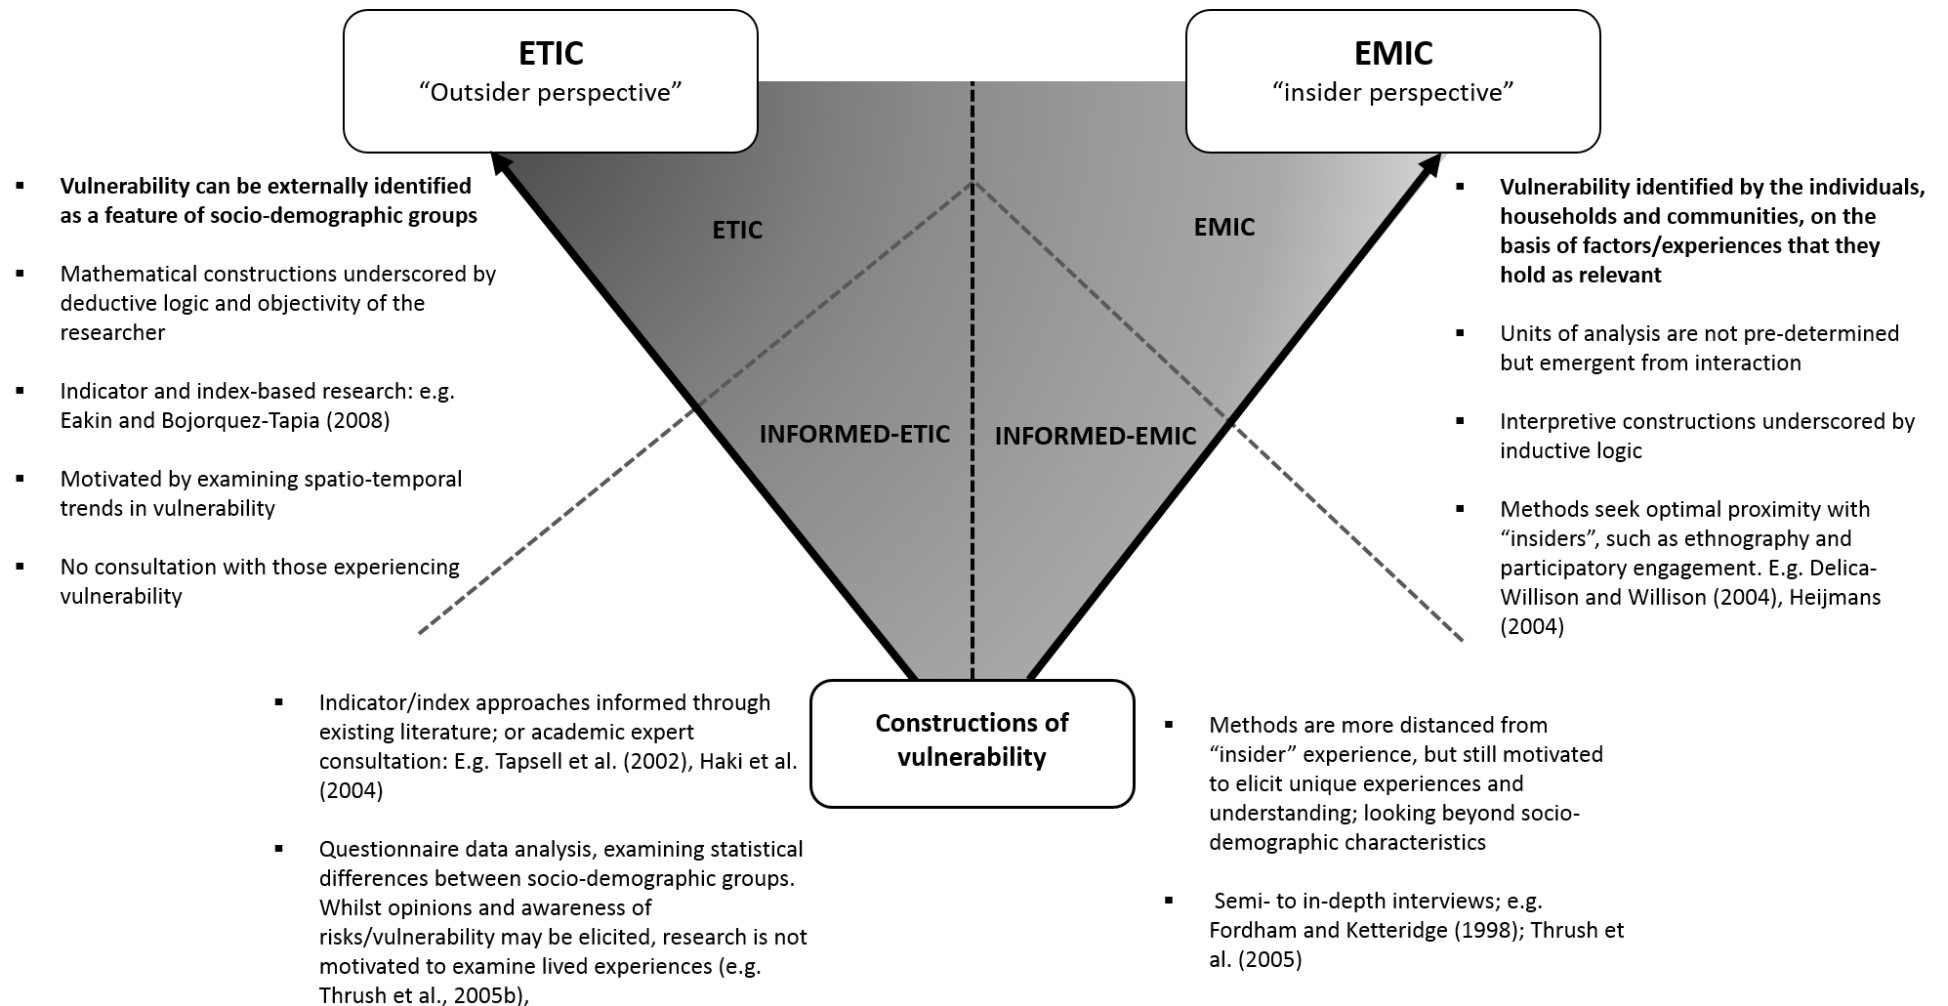 ETIC
“Outsider perspective”
EMIC
“insider perspective”
▪ Vulnerability can be externally identified
as a feature of socio-demographic groups
▪ Mathematical constructions underscored by
deductive logic and objectivity of the
researcher
▪ Indicator and index-based research: e.g.
Eakin and Bojorquez-Tapia (2008)
▪ Motivated by examining spatio-temporal
trends in vulnerability
▪ No consultation with those experiencing
vulnerability
ETIC
EMIC
INFORMED-ETIC
INFORMED-EMIC
▪ Vulnerability identified by the individuals,
households and communities, on the
basis of factors/experiences that they
hold as relevant
▪ Units of analysis are not pre-determined
but emergent from interaction
▪ Interpretive constructions underscored by
inductive logic
▪ Methods seek optimal proximity with
“insiders”, such as ethnography and
participatory engagement. E.g. Delica-
Willison and Willison (2004), Heijmans
(2004)
▪ Indicator/index approaches informed through
existing literature; or academic expert
consultation: E.g. Tapsell et al. (2002), Haki et al.
(2004)
▪ Questionnaire data analysis, examining statistical
differences between socio-demographic groups.
Whilst opinions and awareness of
risks/vulnerability may be elicited, research is not
motivated to examine lived experiences (e.g.
Thrush et al., 2005b),
Constructions of
vulnerability
▪ Methods are more distanced from
“insider” experience, but still motivated
to elicit unique experiences and
understanding; looking beyond socio-
demographic characteristics
▪ Semi- to in-depth interviews; e.g.
Fordham and Ketteridge (1998); Thrush et
al. (2005)